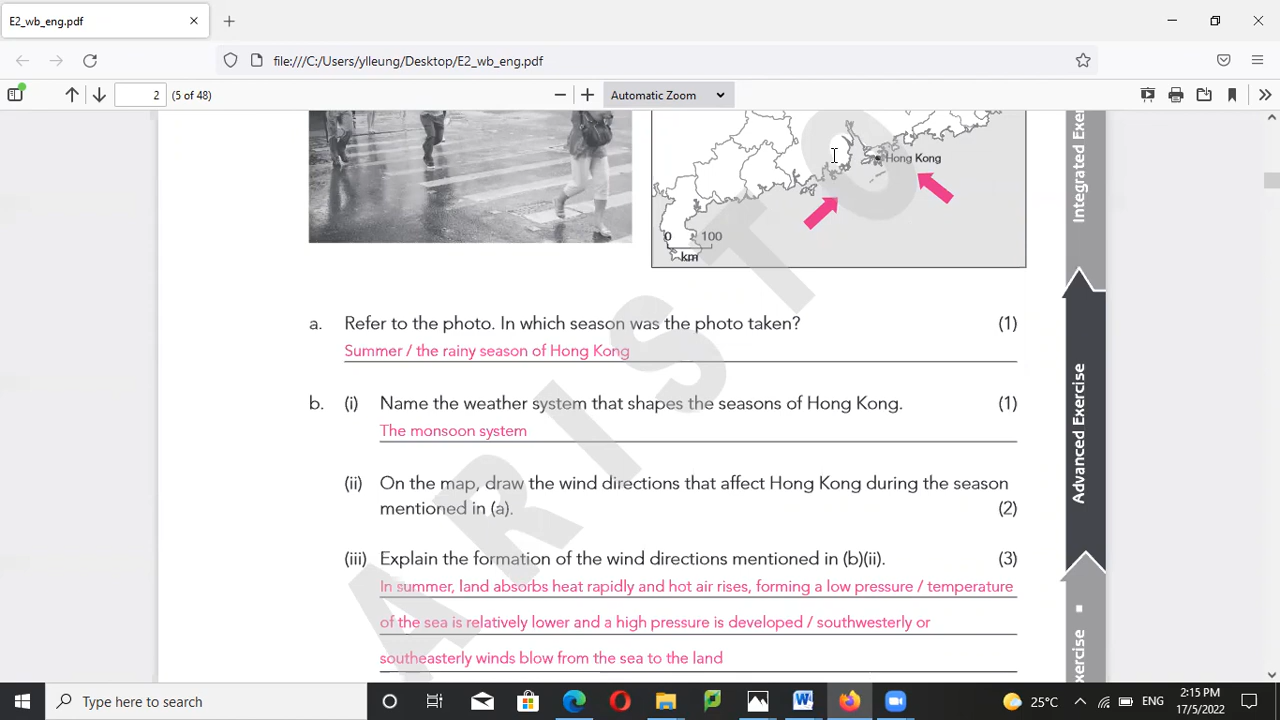 E2_wb_eng.pdf
file:///C:/Users/ylleung/Desktop/E2_wb_eng.pdf
2 (5 of 48) Automatic Zoom
Hong Kong
0 100
km
Integrated Exer
a. Refer to the photo. In which season was the photo taken? (1)
Summer / the rainy season of Hong Kong
b. (i) Name the weather system that shapes the seasons of Hong Kong. (1)
The monsoon system
(ii) On the map, draw the wind directions that affect Hong Kong during the season
mentioned in (a). (2)
(iii) Explain the formation of the wind directions mentioned in (b)(ii). (3)
In summer, land absorbs heat rapidly and hot air rises, forming a low pressure / temperature
of the sea is relatively lower and a high pressure is developed / southwesterly or
southeasterly winds blow from the sea to the land
Advanced Exercise
xercise
ARISTO
Type here to search
25°C ENG 2:15 PM
17/5/2022